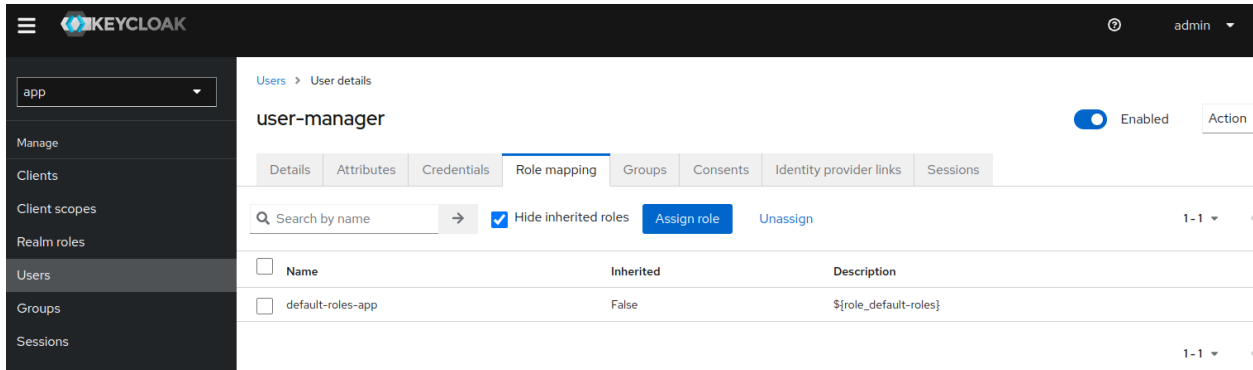 KEYCLOAK
admin
app
Manage
Clients
Client scopes
Realm roles
Users
Groups
Sessions
Users > User details
user-manager
Enabled
Action
Details Attributes Credentials Role mapping Groups Consents Identity provider links Sessions
Search by name Hide inherited roles Assign role Unassign 1-1
Name Inherited Description
default-roles-app False ${role_default-roles}
1-1